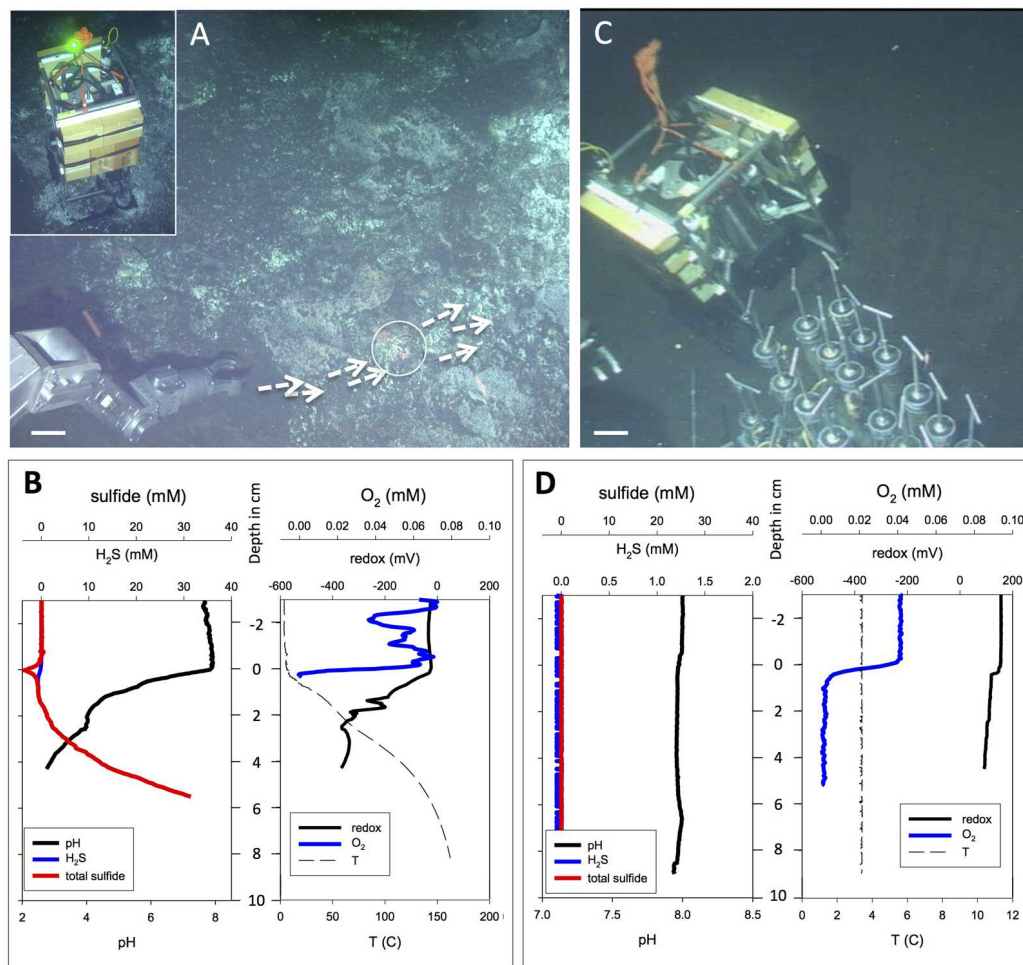 A
C
B
sulfide (mM)
0 10 20 30 40
H2S (mM)
0 10 20 30 40
Depth in cm
-2
0
2
4
6
8
10
pH
H2S
total sulfide
2 4 6 8
pH
O2 (mM)
0.00 0.02 0.04 0.06 0.08 0.10
redox (mV)
-600 -400 -200 0 200
redox
O2
T
0 50 100 150 200
T (C)
D
sulfide (mM)
0 10 20 30 40
H2S (mM)
0.0 0.5 1.0 1.5 2.0
Depth in cm
-2
0
2
4
6
8
10
pH
H2S
total sulfide
7.0 7.5 8.0 8.5
pH
O2 (mM)
0.00 0.02 0.04 0.06 0.08 0.10
redox (mV)
-600 -400 -200 0 200
redox
O2
T
0 2 4 6 8 10 12
T (C)